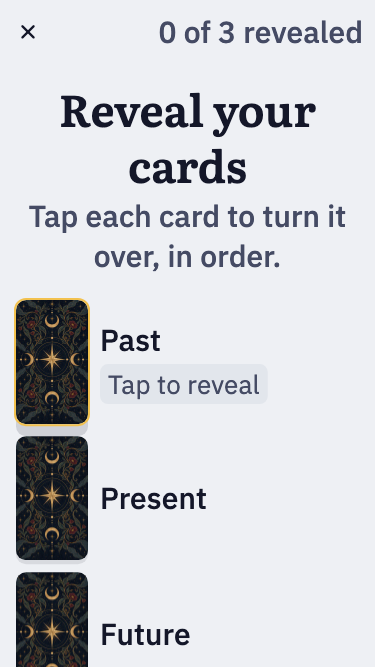 0 of 3 revealed
Reveal your
cards
Tap each card to turn it
over, in order.
Past
Tap to reveal
Present
Future